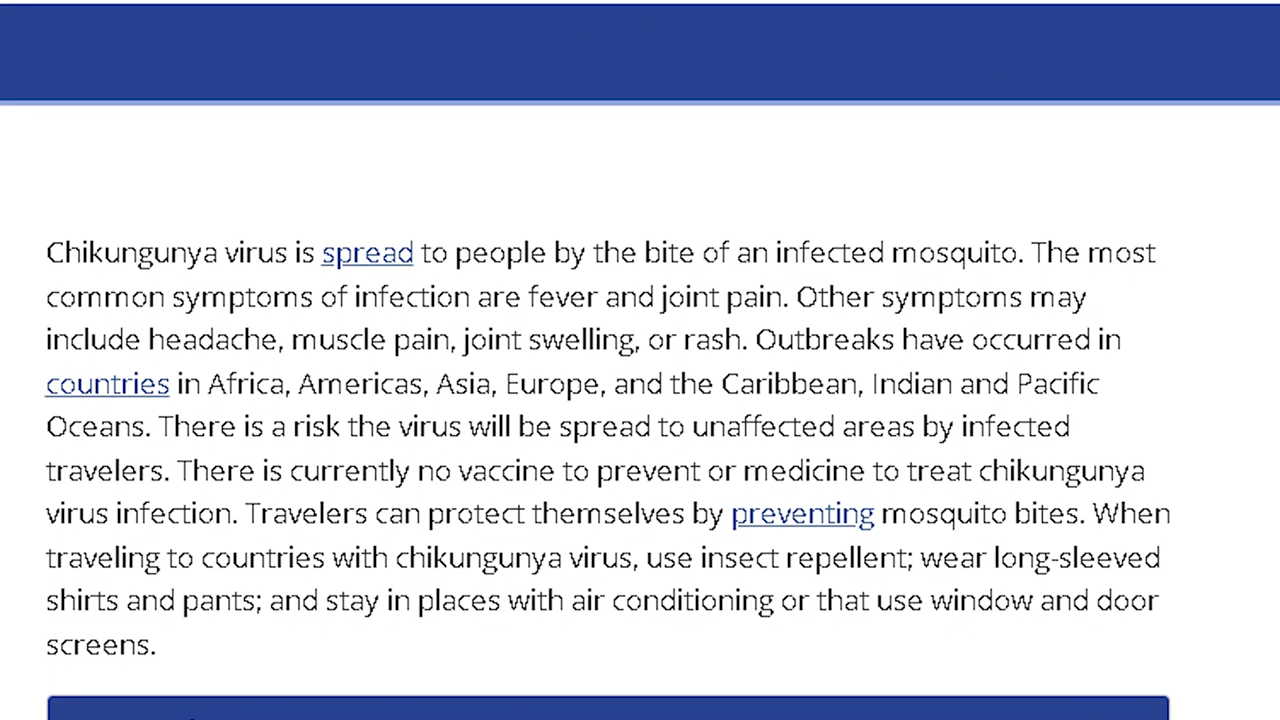 Chikungunya virus is spread to people by the bite of an infected mosquito. The most
common symptoms of infection are fever and joint pain. Other symptoms may
include headache, muscle pain, joint swelling, or rash. Outbreaks have occurred in
countries in Africa, Americas, Asia, Europe, and the Caribbean, Indian and Pacific
Oceans. There is a risk the virus will be spread to unaffected areas by infected
travelers. There is currently no vaccine to prevent or medicine to treat chikungunya
virus infection. Travelers can protect themselves by preventing mosquito bites. When
traveling to countries with chikungunya virus, use insect repellent; wear long-sleeved
shirts and pants; and stay in places with air conditioning or that use window and door
screens.